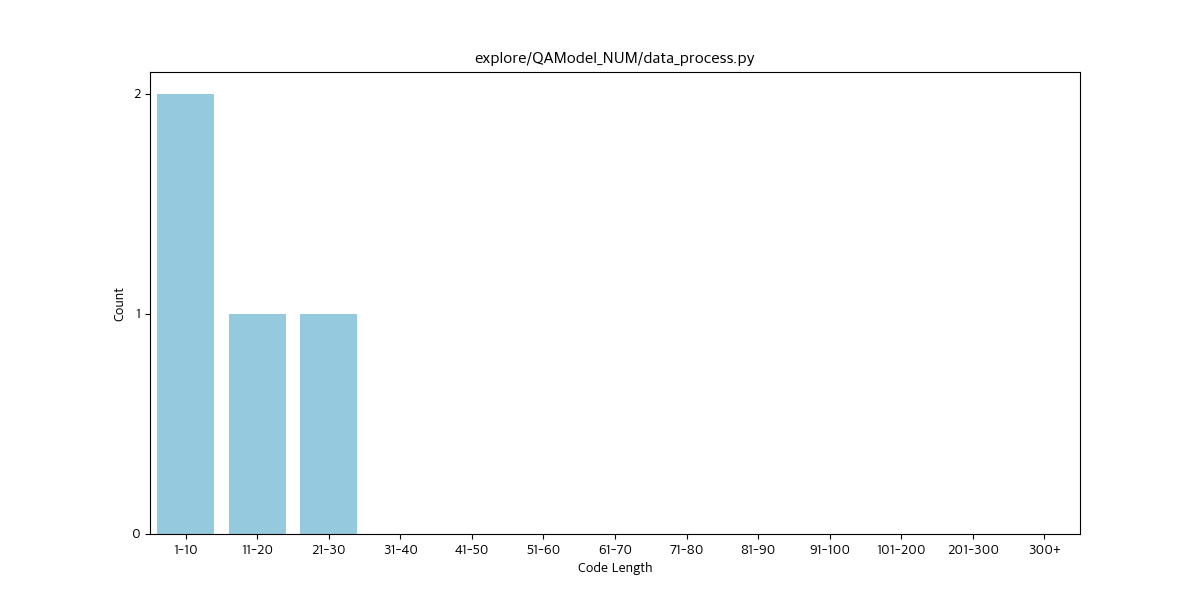 explore/QAModel_NUM/data_process.py
2
1
0
Count
1-10 11-20 21-30 31-40 41-50 51-60 61-70 71-80 81-90 91-100 101-200 201-300 300+
Code Length